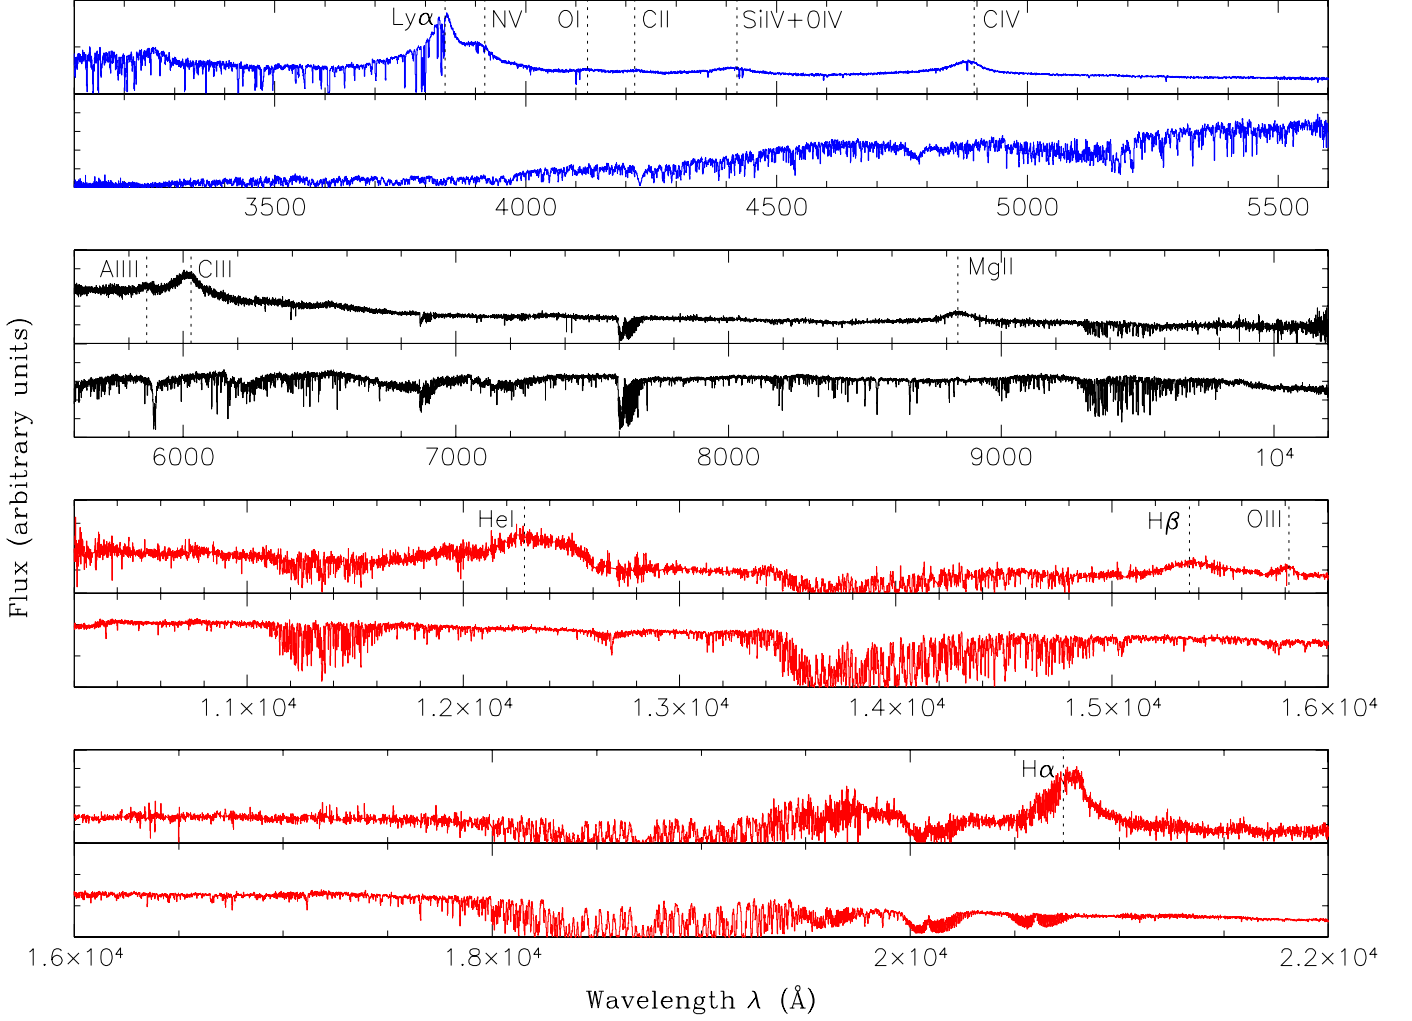 Lyα NV OI CII SiIV+OIV CIV
3500 4000 4500 5000 5500
AlIII CIII MgII
6000 7000 8000 9000 10⁴
HeI Hβ OIII
1.1×10⁴ 1.2×10⁴ 1.3×10⁴ 1.4×10⁴ 1.5×10⁴ 1.6×10⁴
Hα
1.6×10⁴ 1.8×10⁴ 2×10⁴ 2.2×10⁴
Wavelength λ (Å)
Flux (arbitrary units)